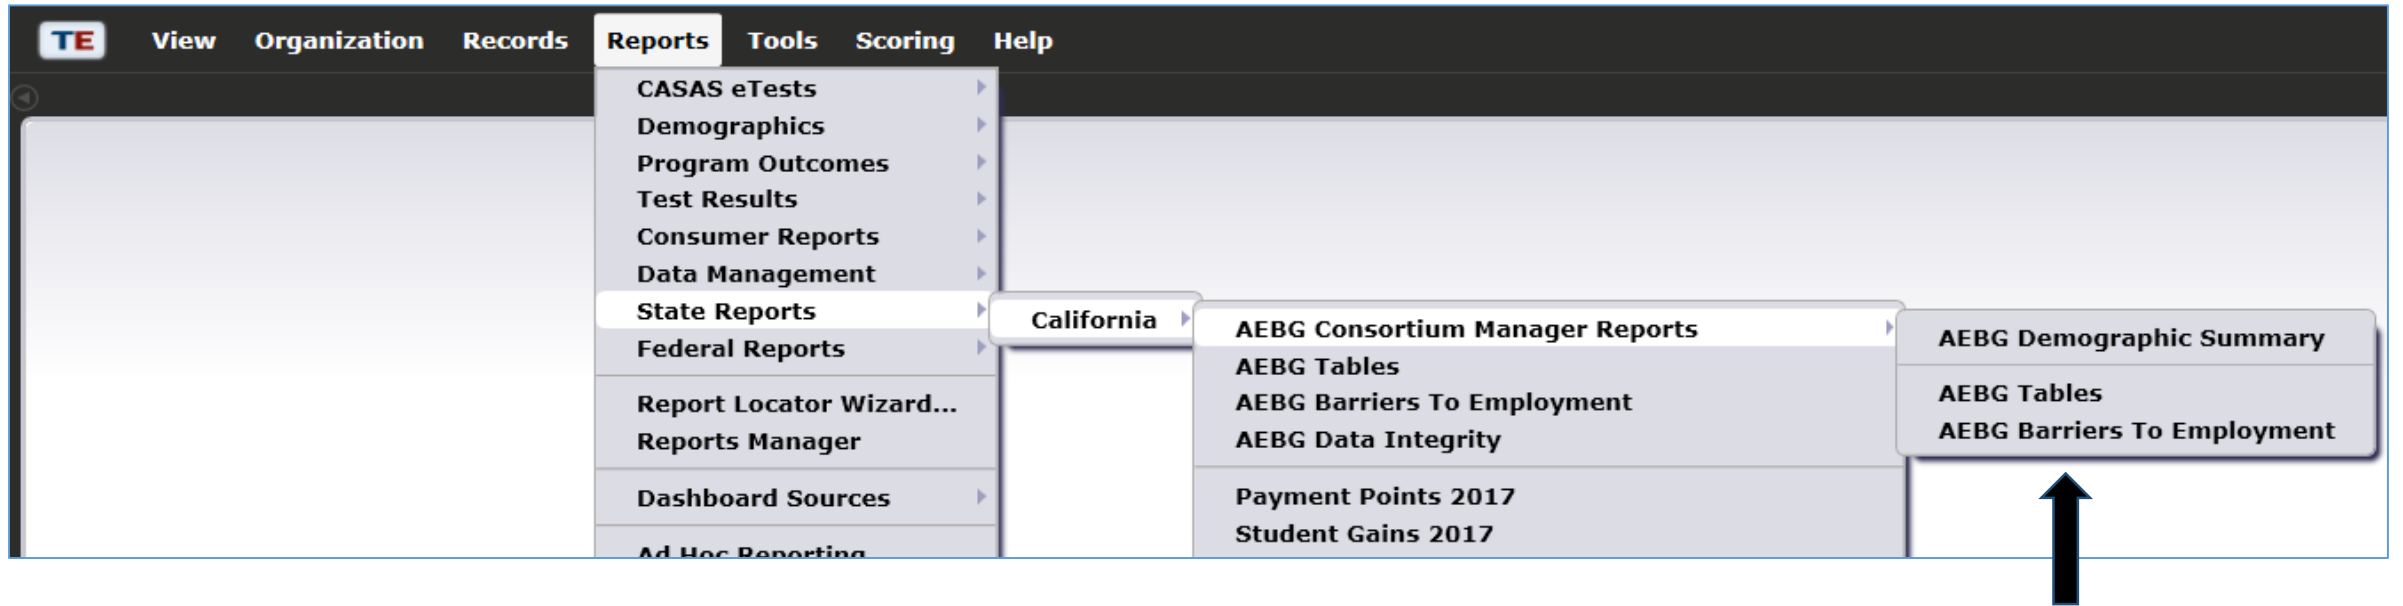 TE View Organization Records Reports Tools Scoring Help
CASAS eTests
Demographics
Program Outcomes
Test Results
Consumer Reports
Data Management
State Reports
Federal Reports
Report Locator Wizard...
Reports Manager
Dashboard Sources
Ad Hoc Reporting
California
AEBG Consortium Manager Reports
AEBG Tables
AEBG Barriers To Employment
AEBG Data Integrity
Payment Points 2017
Student Gains 2017
AEBG Demographic Summary
AEBG Tables
AEBG Barriers To Employment